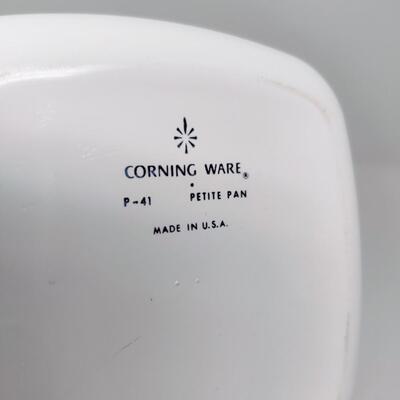 CORNING WARE®
P-41 PETITE PAN
MADE IN U.S.A.